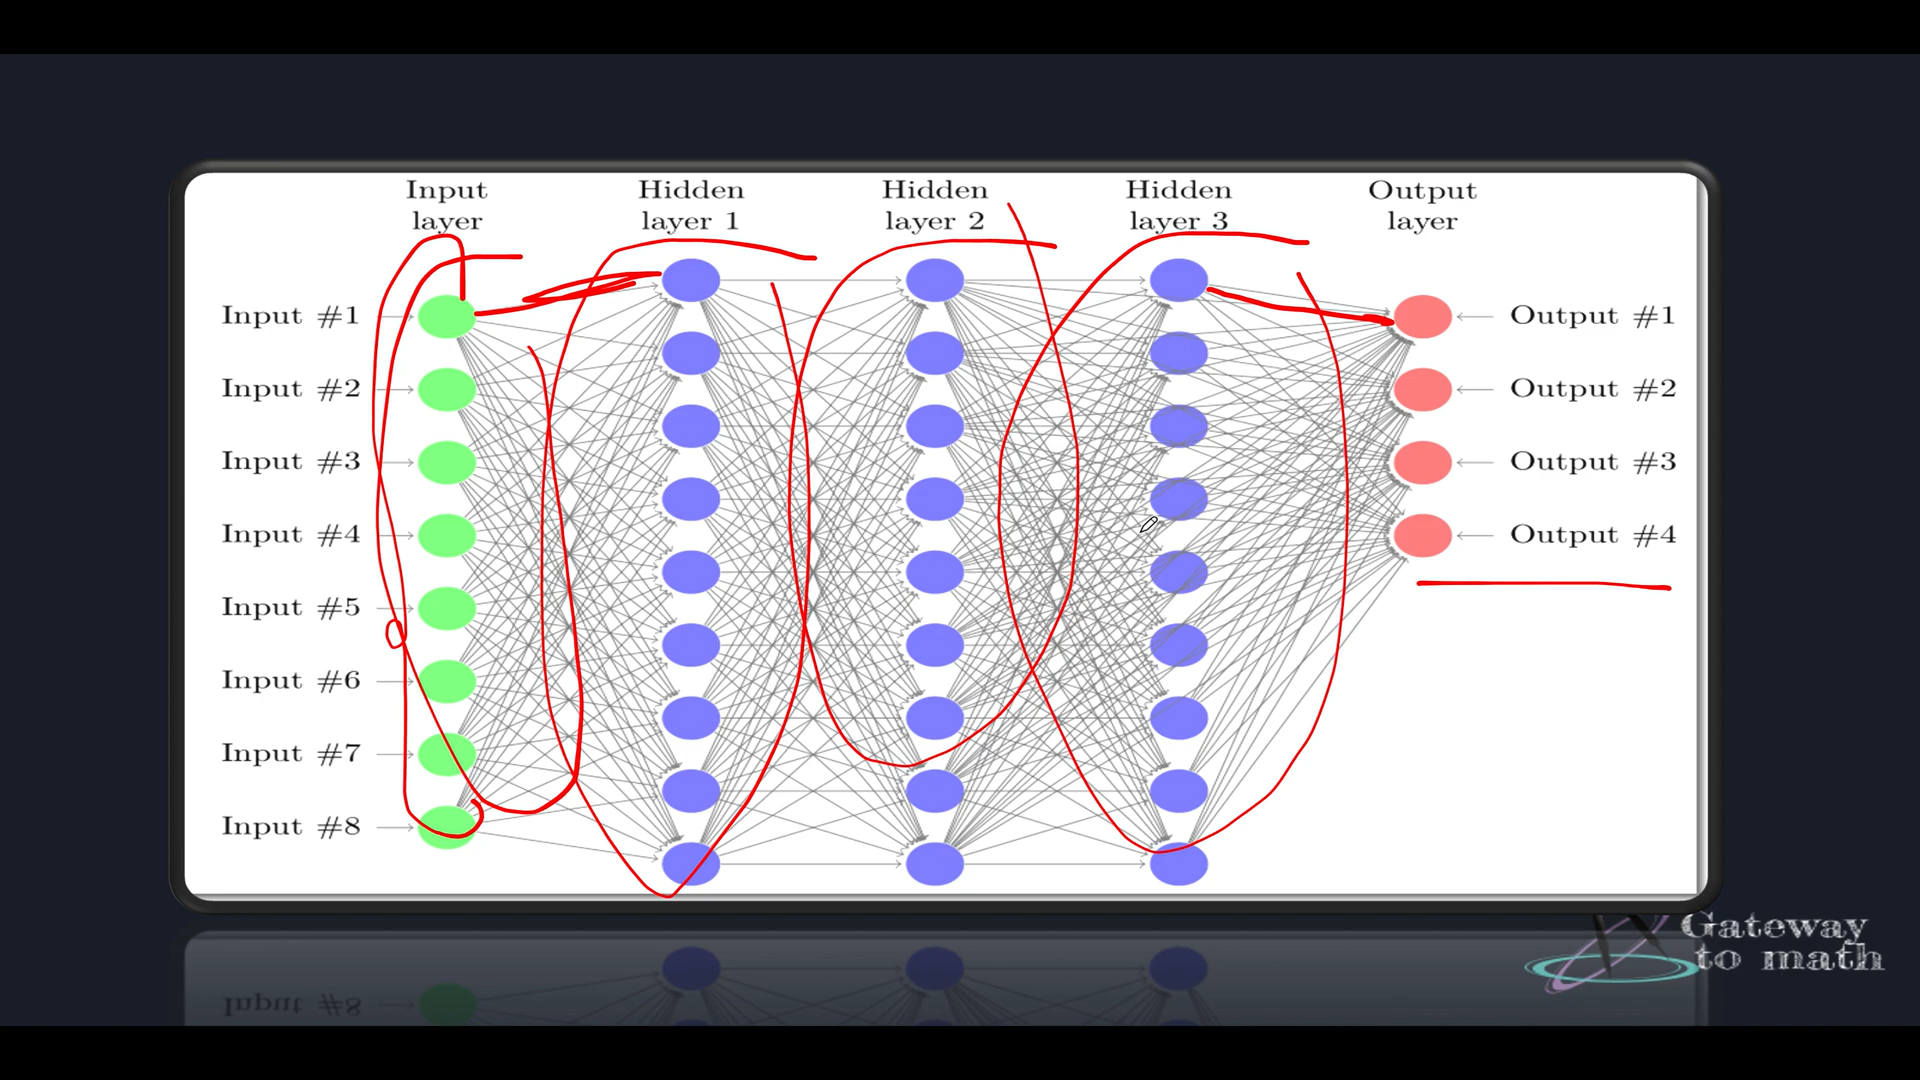 Input
layer
Hidden
layer 1
Hidden
layer 2
Hidden
layer 3
Output
layer
Input #1
Input #2
Input #3
Input #4
Input #5
Input #6
Input #7
Input #8
Output #1
Output #2
Output #3
Output #4
Gateway
to math
Input #8